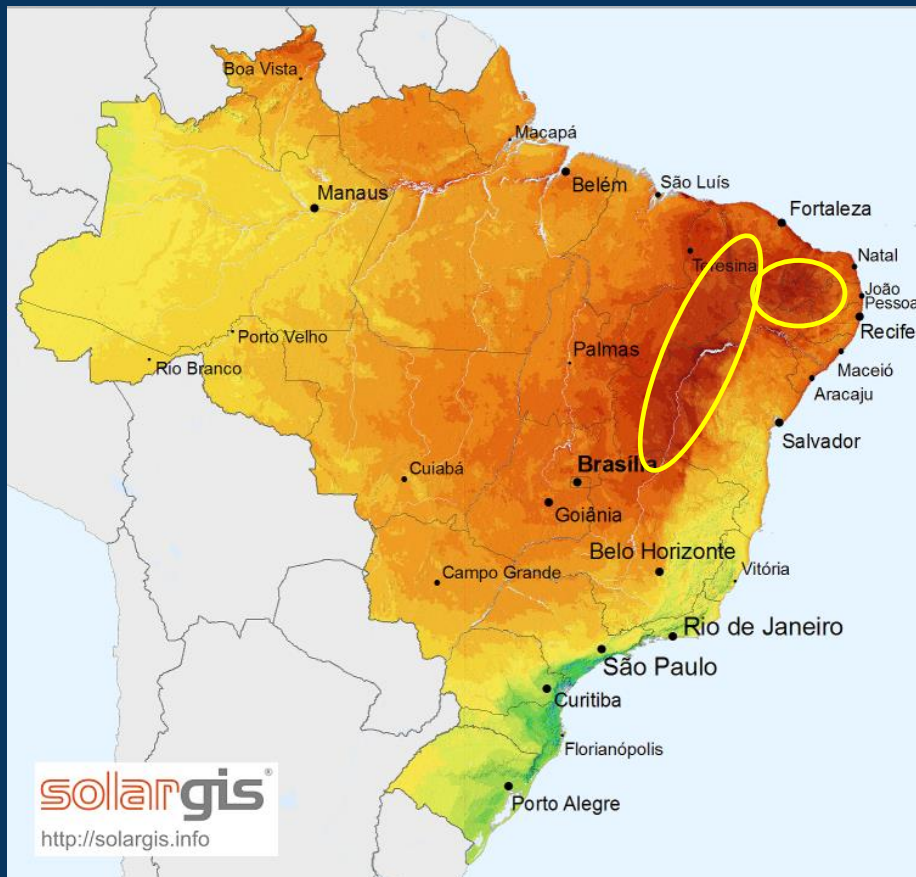 Boa Vista
Macapá
Belém
São Luís
Manaus
Fortaleza
Teresina
Natal
João
Pessoa
Recife
Porto Velho
Palmas
Maceió
Rio Branco
Aracaju
Salvador
Cuiabá
Brasília
Goiânia
Belo Horizonte
Campo Grande
Vitória
Rio de Janeiro
São Paulo
Curitiba
Florianópolis
solargis®
Porto Alegre
http://solargis.info